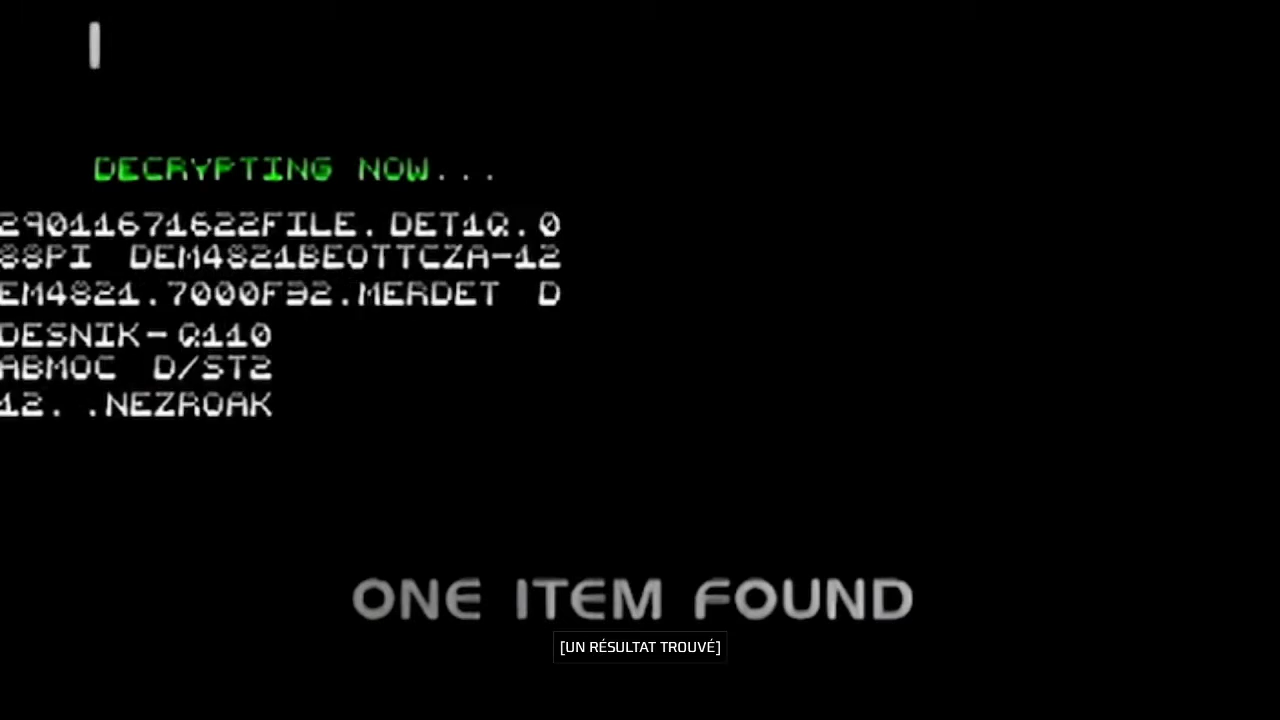 DECRYPTING NOW...
29011671622FILE.DET1Q.0
88PI DEM4821BEOTTCZA-12
EM4821.7000F32.MERDET D
DESNIK-Q110
ABMOC D/ST2
12. .NEZROAK
ONE ITEM FOUND
[UN RÉSULTAT TROUVÉ]